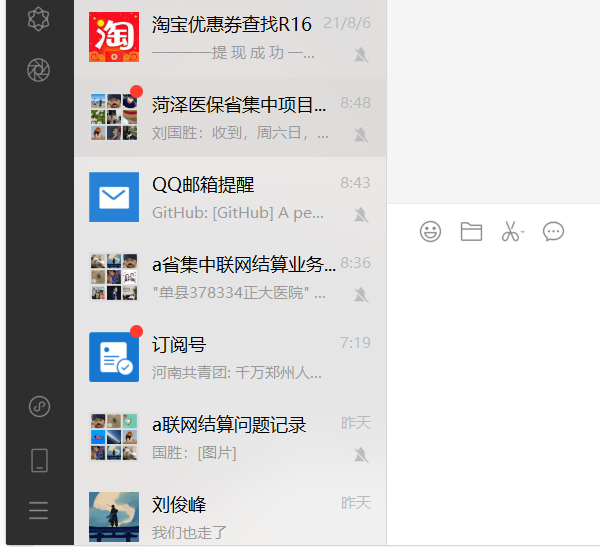 淘
淘宝优惠券查找R16 21/8/6
————提 现 成 功 —...
菏泽医保省集中项目... 8:48
刘国胜：收到，周六日，...
QQ邮箱提醒 8:43
GitHub: [GitHub] A pe...
a省集中联网结算业务... 8:36
"单县378334正大医院" ...
订阅号 7:19
河南共青团: 千万郑州人...
a联网结算问题记录 昨天
国胜：[图片]
刘俊峰 昨天
我们也走了